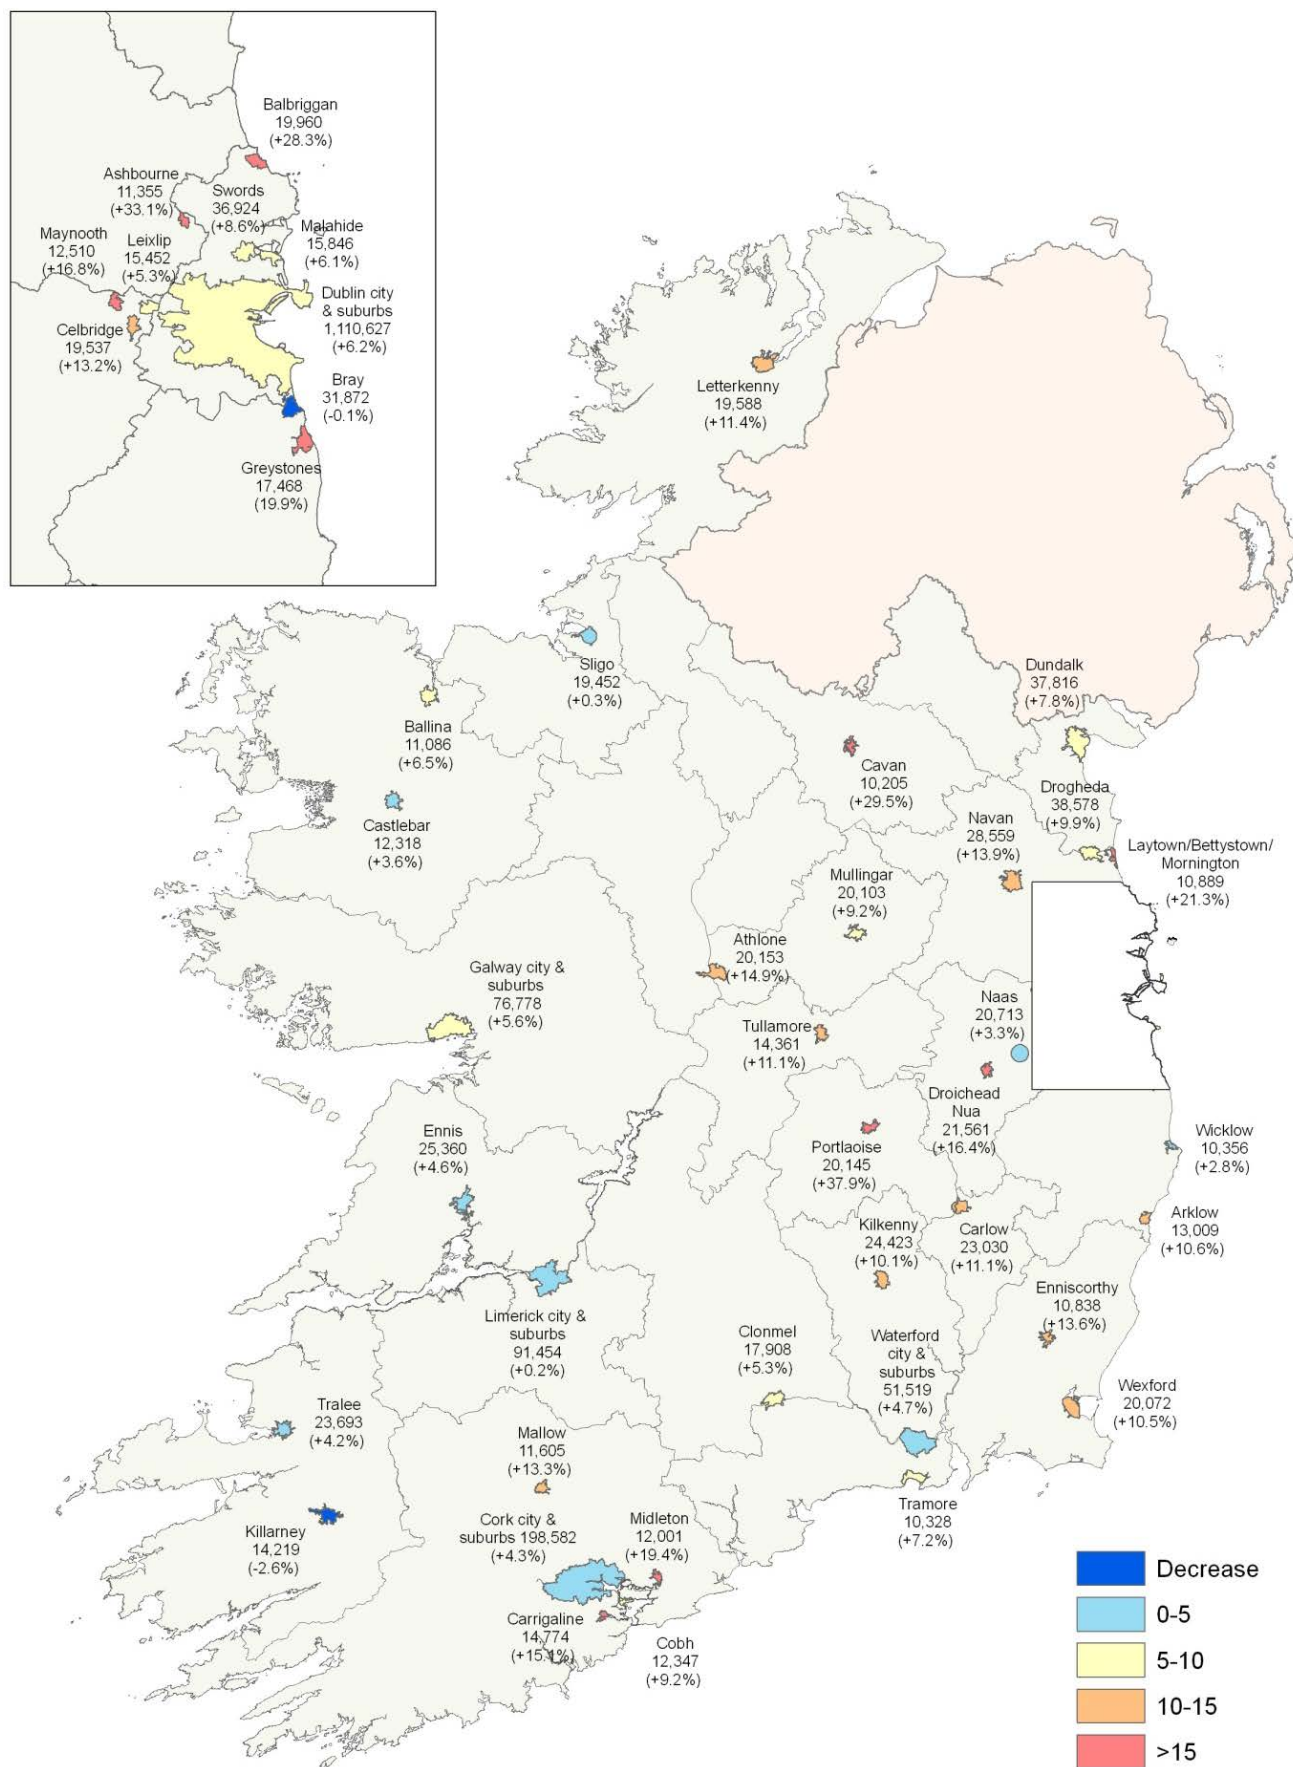 Balbriggan
19,960
(+28.3%)
Ashbourne
11,355
(+33.1%)
Swords
36,924
(+8.6%)
Malahide
15,846
(+6.1%)
Maynooth
12,510
(+16.8%)
Leixlip
15,452
(+5.3%)
Dublin city
& suburbs
1,110,627
(+6.2%)
Celbridge
19,537
(+13.2%)
Bray
31,872
(-0.1%)
Greystones
17,468
(19.9%)
Letterkenny
19,588
(+11.4%)
Sligo
19,452
(+0.3%)
Dundalk
37,816
(+7.8%)
Ballina
11,086
(+6.5%)
Cavan
10,205
(+29.5%)
Drogheda
38,578
(+9.9%)
Castlebar
12,318
(+3.6%)
Navan
28,559
(+13.9%)
Laytown/Bettystown/
Mornington
10,889
(+21.3%)
Mullingar
20,103
(+9.2%)
Athlone
20,153
(+14.9%)
Galway city &
suburbs
76,778
(+5.6%)
Naas
20,713
(+3.3%)
Tullamore
14,361
(+11.1%)
Droichead
Nua
21,561
(+16.4%)
Ennis
25,360
(+4.6%)
Portlaoise
20,145
(+37.9%)
Wicklow
10,356
(+2.8%)
Arklow
13,009
(+10.6%)
Kilkenny
24,423
(+10.1%)
Carlow
23,030
(+11.1%)
Enniscorthy
10,838
(+13.6%)
Limerick city &
suburbs
91,454
(+0.2%)
Clonmel
17,908
(+5.3%)
Waterford
city &
suburbs
51,519
(+4.7%)
Wexford
20,072
(+10.5%)
Tralee
23,693
(+4.2%)
Mallow
11,605
(+13.3%)
Tramore
10,328
(+7.2%)
Killarney
14,219
(-2.6%)
Cork city &
suburbs 198,582
(+4.3%)
Midleton
12,001
(+19.4%)
Carrigaline
14,774
(+15.1%)
Cobh
12,347
(+9.2%)
Decrease
0-5
5-10
10-15
>15